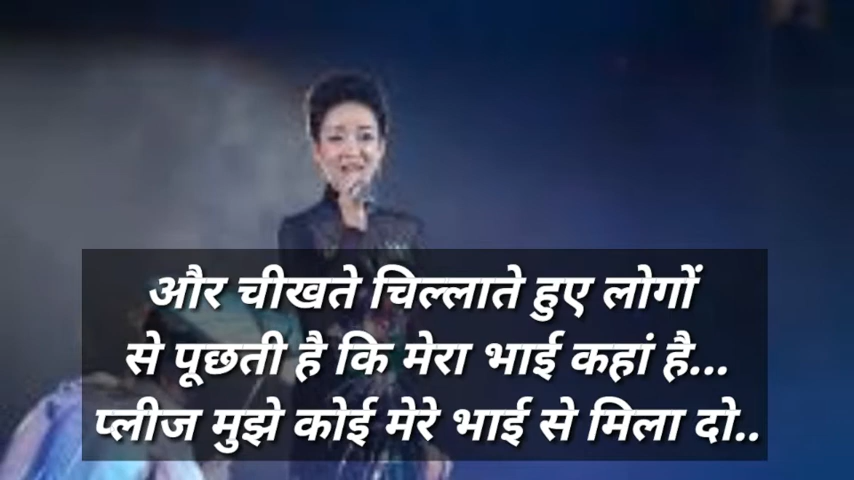 और चीखते चिल्लाते हुए लोगों
से पूछती है कि मेरा भाई कहां है...
प्लीज मुझे कोई मेरे भाई से मिला दो..